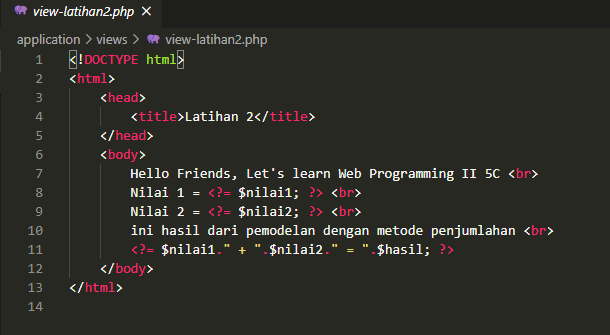 view-latihan2.php
application > views > view-latihan2.php
1 <!DOCTYPE html>
2 <html>
3 <head>
4 <title>Latihan 2</title>
5 </head>
6 <body>
7 Hello Friends, Let's learn Web Programming II 5C <br>
8 Nilai 1 = <?= $nilai1; ?> <br>
9 Nilai 2 = <?= $nilai2; ?> <br>
10 ini hasil dari pemodelan dengan metode penjumlahan <br>
11 <?= $nilai1." + ".$nilai2." = ".$hasil; ?>
12 </body>
13 </html>
14